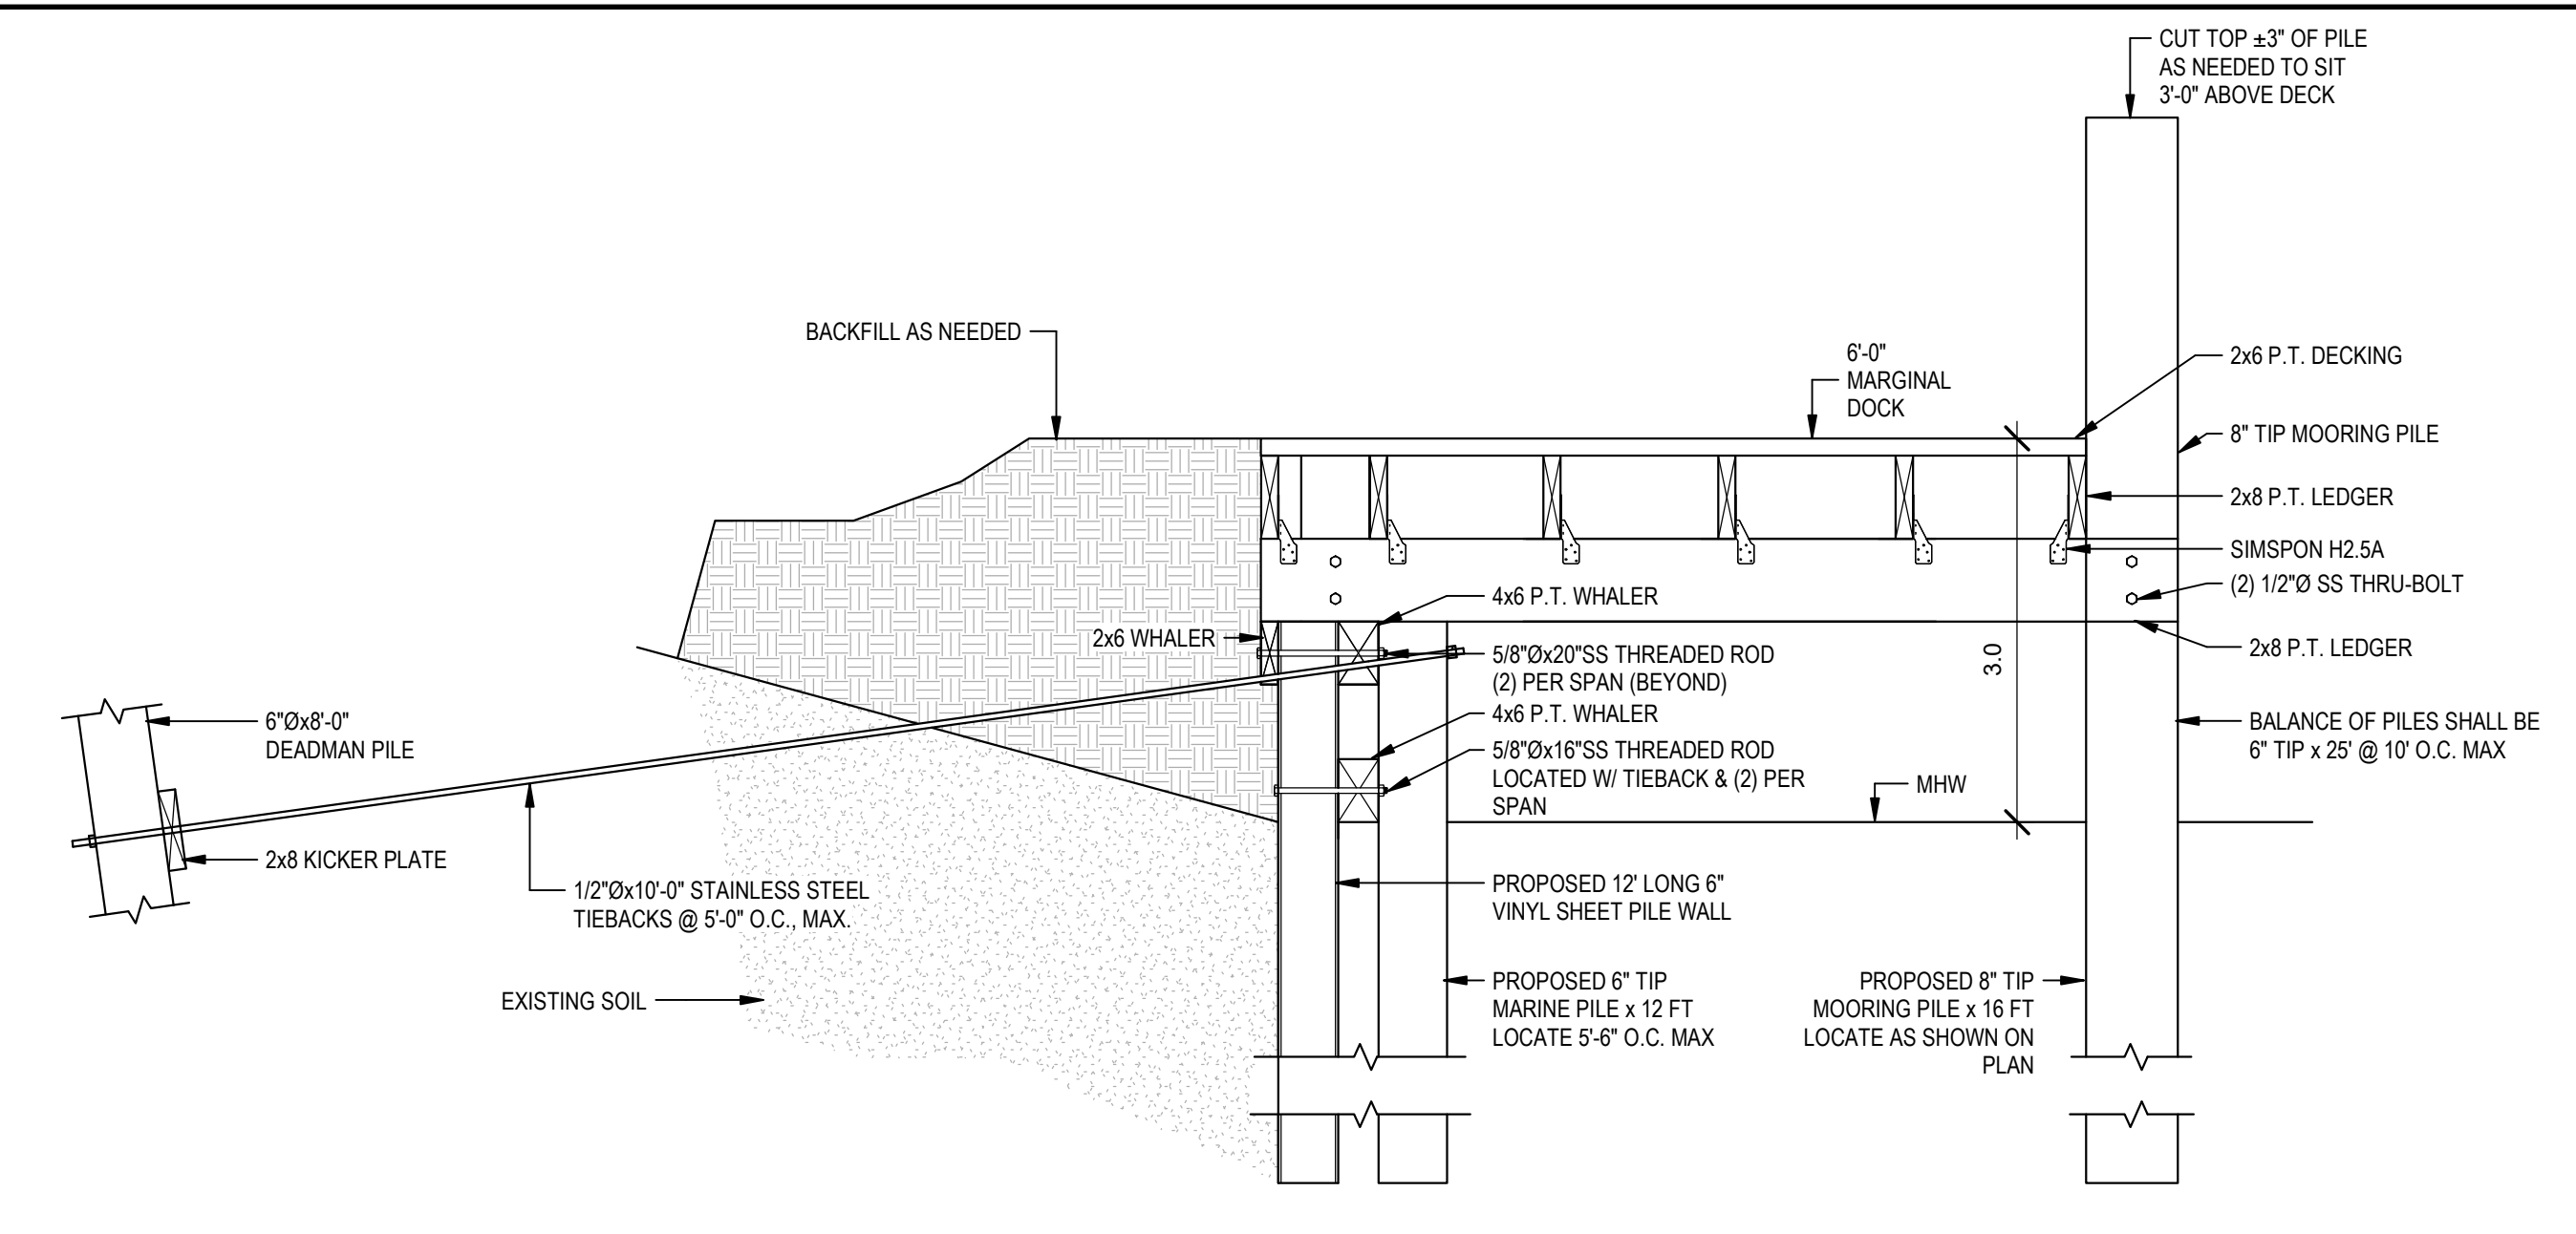 CUT TOP ±3" OF PILE
AS NEEDED TO SIT
3'-0" ABOVE DECK
BACKFILL AS NEEDED
6'-0"
MARGINAL
DOCK
2x6 P.T. DECKING
8" TIP MOORING PILE
2x8 P.T. LEDGER
SIMSPON H2.5A
(2) 1/2"Ø SS THRU-BOLT
2x8 P.T. LEDGER
4x6 P.T. WHALER
2x6 WHALER
5/8"Øx20"SS THREADED ROD
(2) PER SPAN (BEYOND)
3.0
4x6 P.T. WHALER
5/8"Øx16"SS THREADED ROD
LOCATED W/ TIEBACK & (2) PER
SPAN
MHW
BALANCE OF PILES SHALL BE
6" TIP x 25' @ 10' O.C. MAX
6"Øx8'-0"
DEADMAN PILE
2x8 KICKER PLATE
1/2"Øx10'-0" STAINLESS STEEL
TIEBACKS @ 5'-0" O.C., MAX.
PROPOSED 12' LONG 6"
VINYL SHEET PILE WALL
EXISTING SOIL
PROPOSED 6" TIP
MARINE PILE x 12 FT
LOCATE 5'-6" O.C. MAX
PROPOSED 8" TIP
MOORING PILE x 16 FT
LOCATE AS SHOWN ON
PLAN